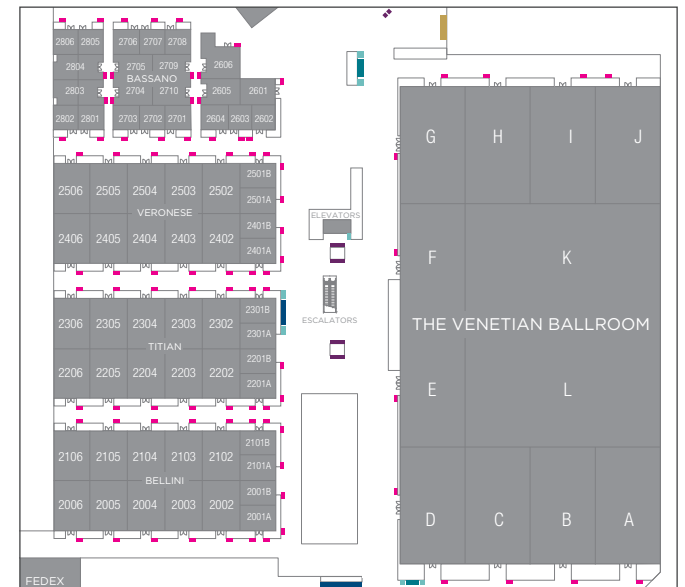 2806 2805 2706 2707 2708
2804 2705 2709 2606
BASSANO
2803 2704 2710 2605 2601
2802 2801 2703 2702 2701 2604 2603 2602
2506 2505 2504 2503 2502 2501B
2501A
VERONESE
2406 2405 2404 2403 2402 2401B
2401A
2306 2305 2304 2303 2302 2301B
2301A
TITIAN
2206 2205 2204 2203 2202 2201B
2201A
2106 2105 2104 2103 2102 2101B
2101A
BELLINI
2006 2005 2004 2003 2002 2001B
2001A
FEDEX
ELEVATORS
ESCALATORS
G H I J
F K
THE VENETIAN BALLROOM
E L
D C B A